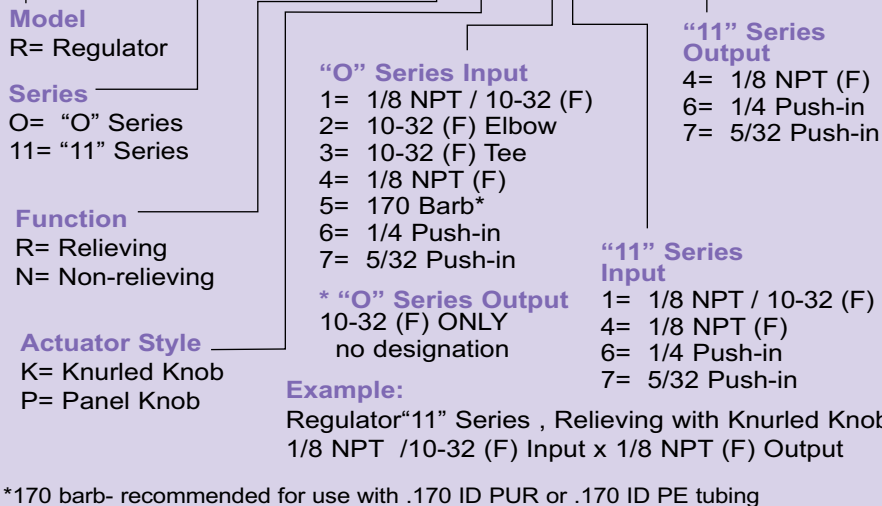 Model
R= Regulator
Series
O= “O” Series
11= “11” Series
Function
R= Relieving
N= Non-relieving
Actuator Style
K= Knurled Knob
P= Panel Knob
“O” Series Input
1= 1/8 NPT / 10-32 (F)
2= 10-32 (F) Elbow
3= 10-32 (F) Tee
4= 1/8 NPT (F)
5= 170 Barb*
6= 1/4 Push-in
7= 5/32 Push-in
* “O” Series Output
10-32 (F) ONLY
no designation
“11” Series
Output
4= 1/8 NPT (F)
6= 1/4 Push-in
7= 5/32 Push-in
“11” Series
Input
1= 1/8 NPT / 10-32 (F)
4= 1/8 NPT (F)
6= 1/4 Push-in
7= 5/32 Push-in
Example:
Regulator“11” Series , Relieving with Knurled Knob
1/8 NPT /10-32 (F) Input x 1/8 NPT (F) Output
*170 barb- recommended for use with .170 ID PUR or .170 ID PE tubing